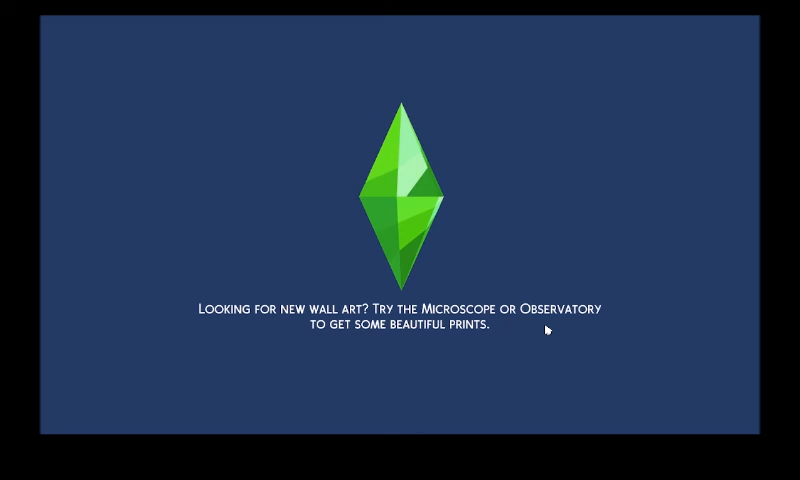 Looking for new wall art? Try the Microscope or Observatory
to get some beautiful prints.